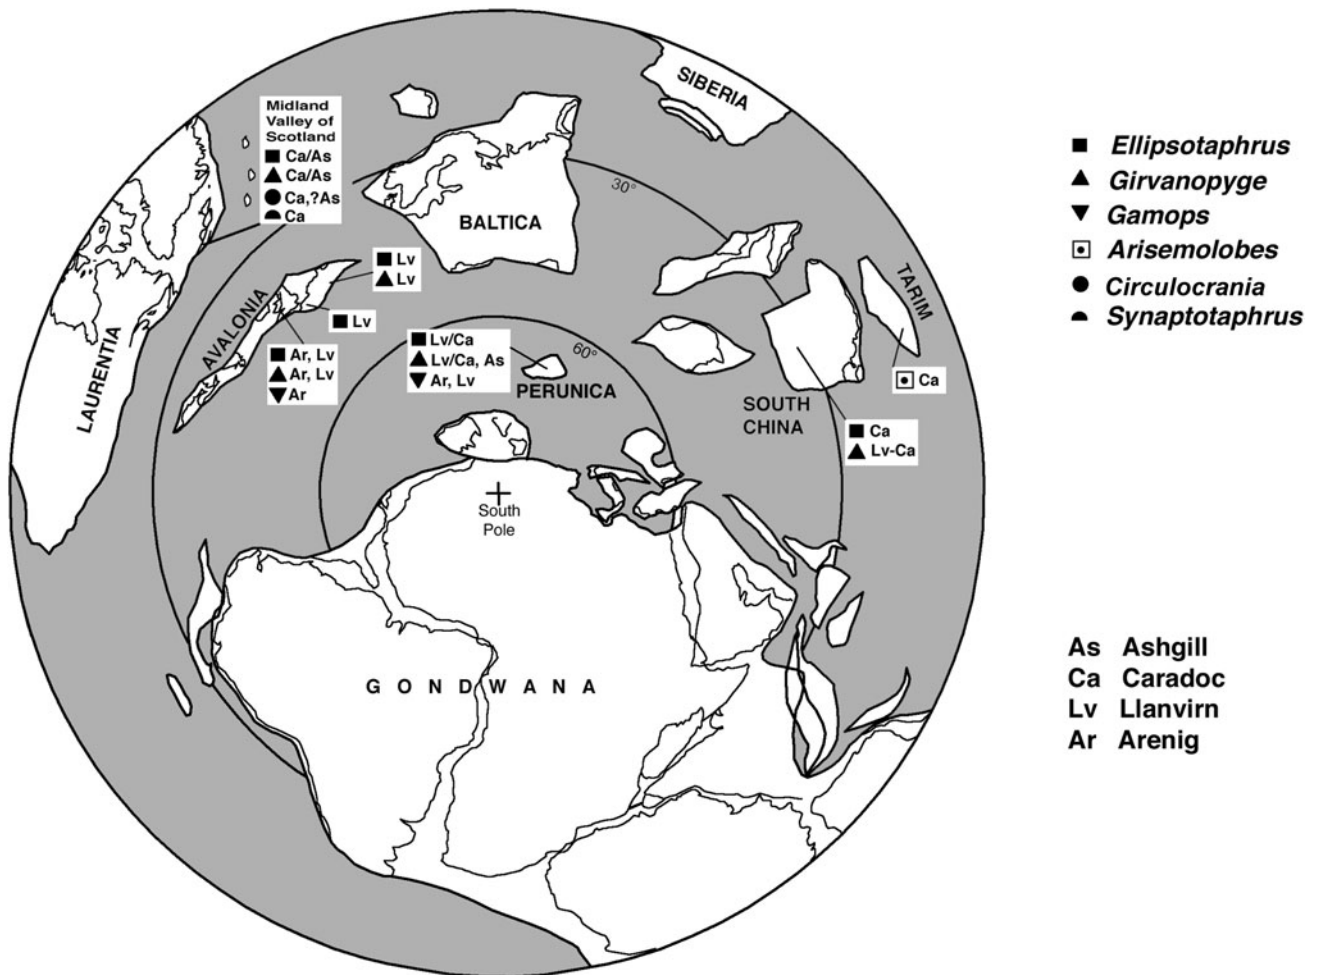 SIBERIA
Midland
Valley of
Scotland
■ Ca/As
▲ Ca/As
● Ca,?As
Ca
30°
BALTICA
■ Lv
▲ Lv
■ Lv
AVALONIA
■ Ar, Lv
▲ Ar, Lv
▼ Ar
LAURENTIA
■ Lv/Ca
▲ Lv/Ca, As
▼ Ar, Lv
60°
PERUNICA
TARIM
Ca
SOUTH
CHINA
■ Ca
▲ Lv-Ca
South
Pole
GONDWANA
■ Ellipsotaphrus
▲ Girvanopyge
▼ Gamops
Arisemolobes
● Circulocrania
Synaptotaphrus
As Ashgill
Ca Caradoc
Lv Llanvirn
Ar Arenig